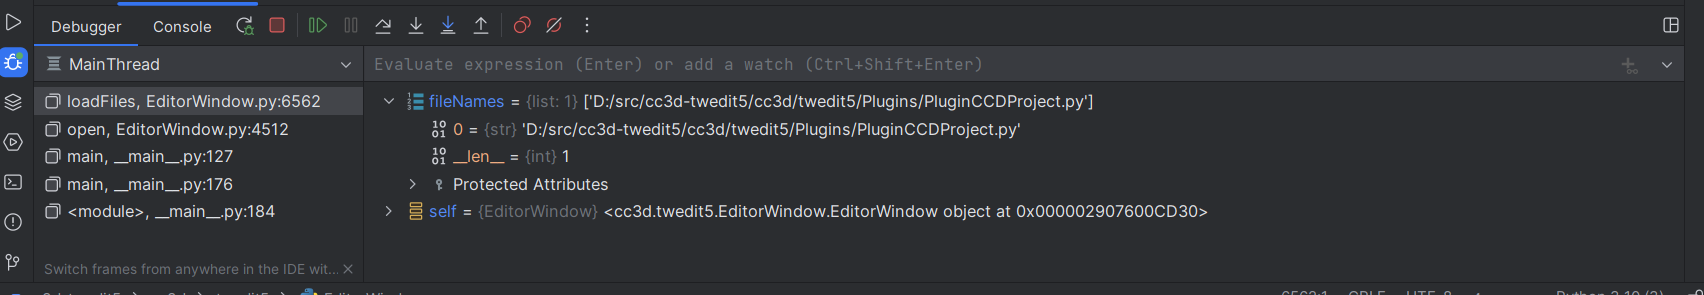 Debugger Console
MainThread
Evaluate expression (Enter) or add a watch (Ctrl+Shift+Enter)
loadFiles, EditorWindow.py:6562
open, EditorWindow.py:4512
main, __main__.py:127
main, __main__.py:176
<module>, __main__.py:184
Switch frames from anywhere in the IDE wit...
fileNames = {list: 1} ['D:/src/cc3d-twedit5/cc3d/twedit5/Plugins/PluginCCDProject.py']
0 = {str} 'D:/src/cc3d-twedit5/cc3d/twedit5/Plugins/PluginCCDProject.py'
__len__ = {int} 1
Protected Attributes
self = {EditorWindow} <cc3d.twedit5.EditorWindow.EditorWindow object at 0x000002907600CD30>